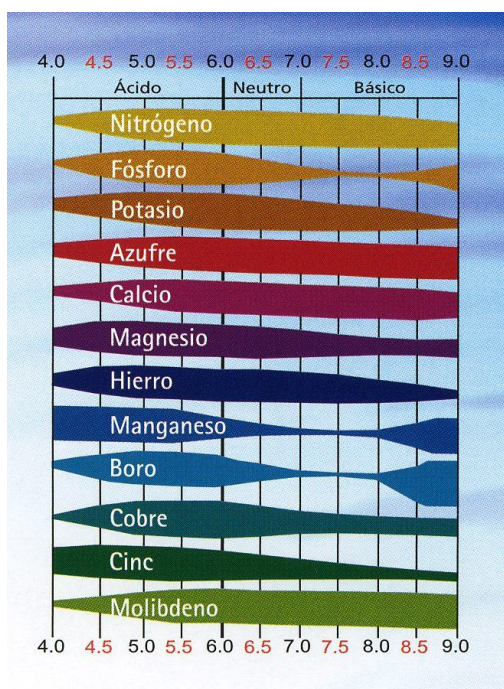 4.0 4.5 5.0 5.5 6.0 6.5 7.0 7.5 8.0 8.5 9.0
Ácido Neutro Básico
Nitrógeno
Fósforo
Potasio
Azufre
Calcio
Magnesio
Hierro
Manganeso
Boro
Cobre
Cinc
Molibdeno
4.0 4.5 5.0 5.5 6.0 6.5 7.0 7.5 8.0 8.5 9.0